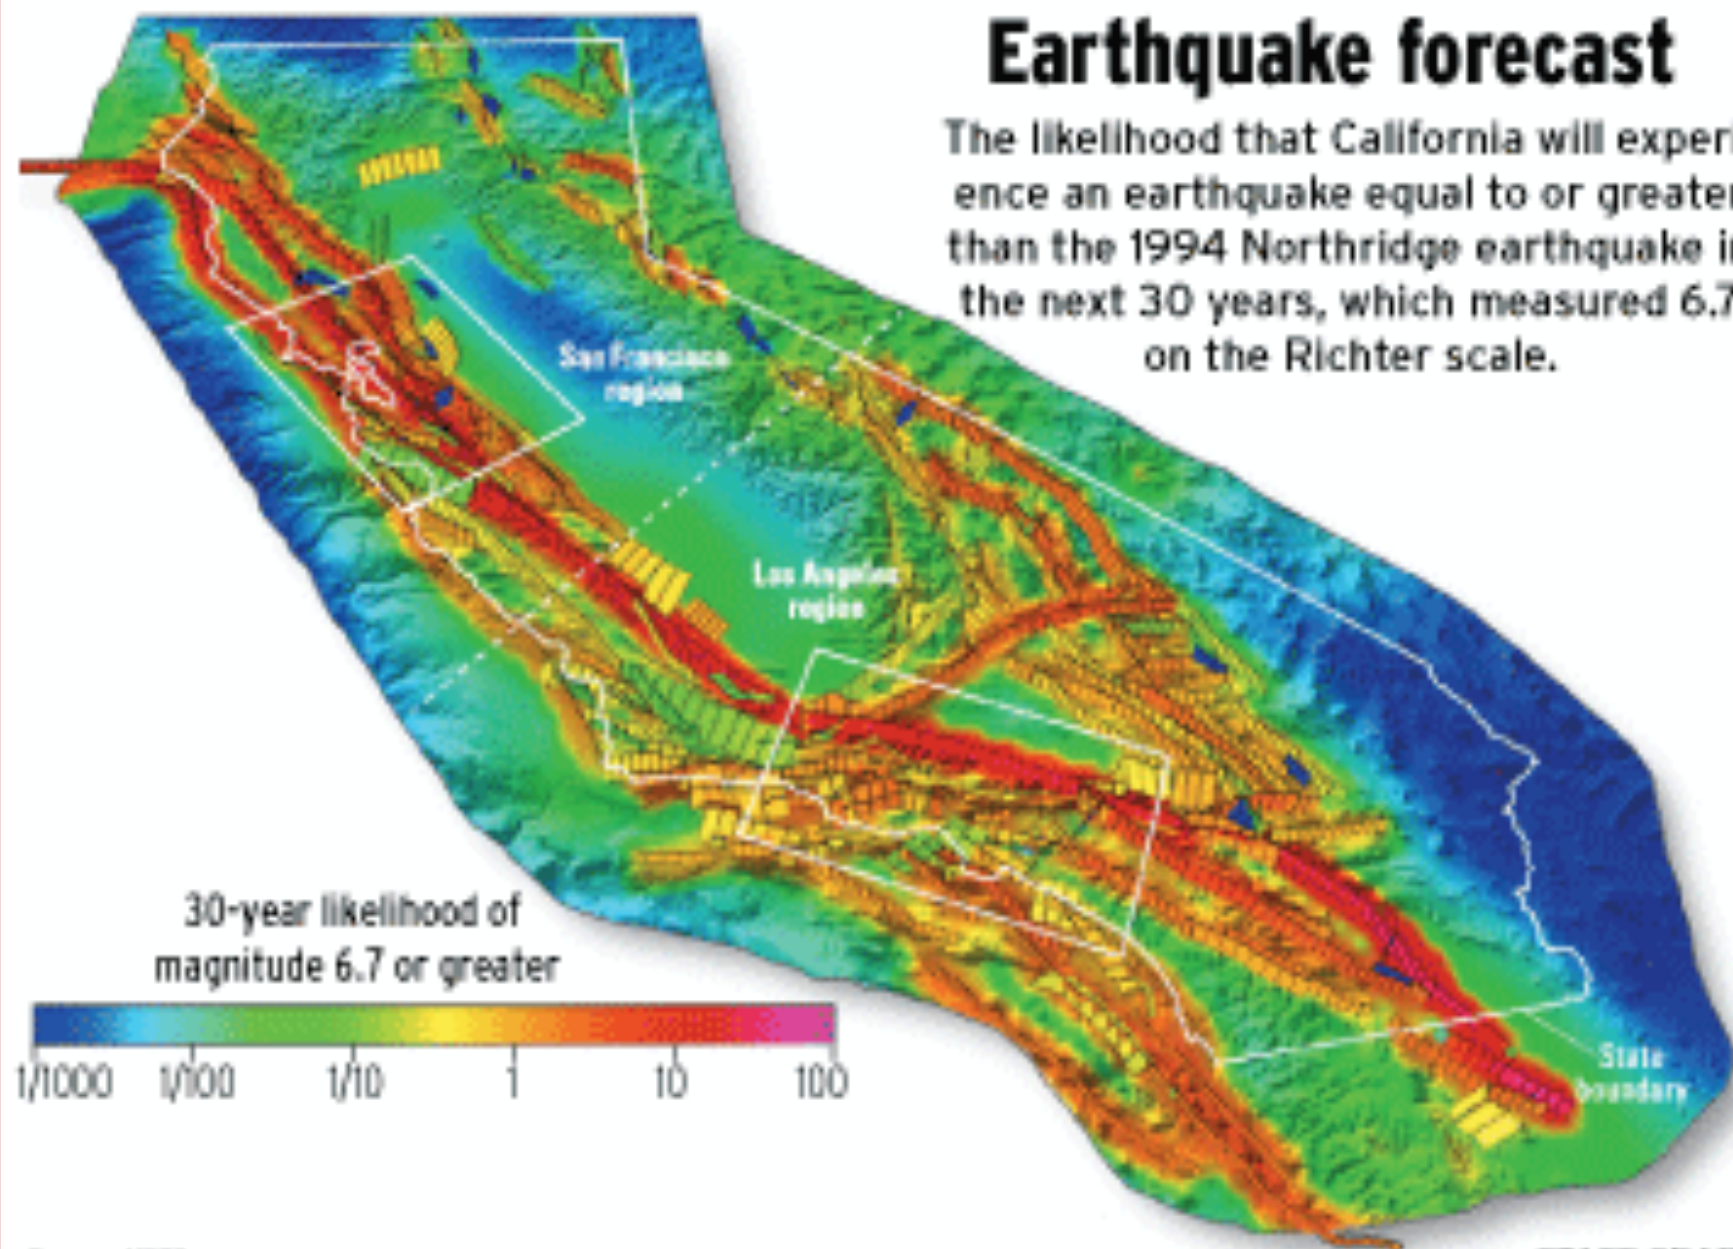 Earthquake forecast
The likelihood that California will experi
ence an earthquake equal to or greater
than the 1994 Northridge earthquake i
the next 30 years, which measured 6.7
on the Richter scale.
San Francisco
region
Los Angeles
region
30-year likelihood of
magnitude 6.7 or greater
1/1000 1/100 1/10 1 10 100
State
boundary